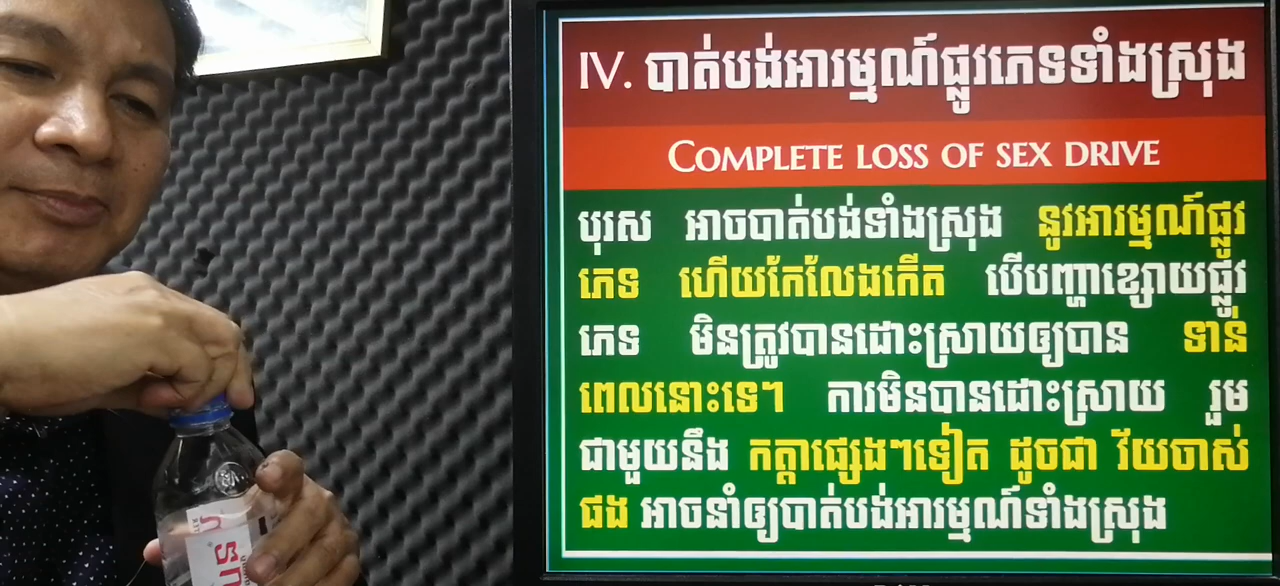 IV. បាត់បង់អារម្មណ៍ផ្លូវភេទទាំងស្រុង
COMPLETE LOSS OF SEX DRIVE
បុរស អាចបាត់បង់ទាំងស្រុង នូវអារម្មណ៍ផ្លូវ
ភេទ ហើយកែលែងកើត បើបញ្ហាខ្សោយផ្លូវ
ភេទ មិនត្រូវបានដោះស្រាយឲ្យបាន ទាន់
ពេលនោះទេ។ ការមិនបានដោះស្រាយ រួម
ជាមួយនឹង កត្តាផ្សេងៗទៀត ដូចជា វ័យចាស់
ផង អាចនាំឲ្យបាត់បង់អារម្មណ៍ទាំងស្រុង